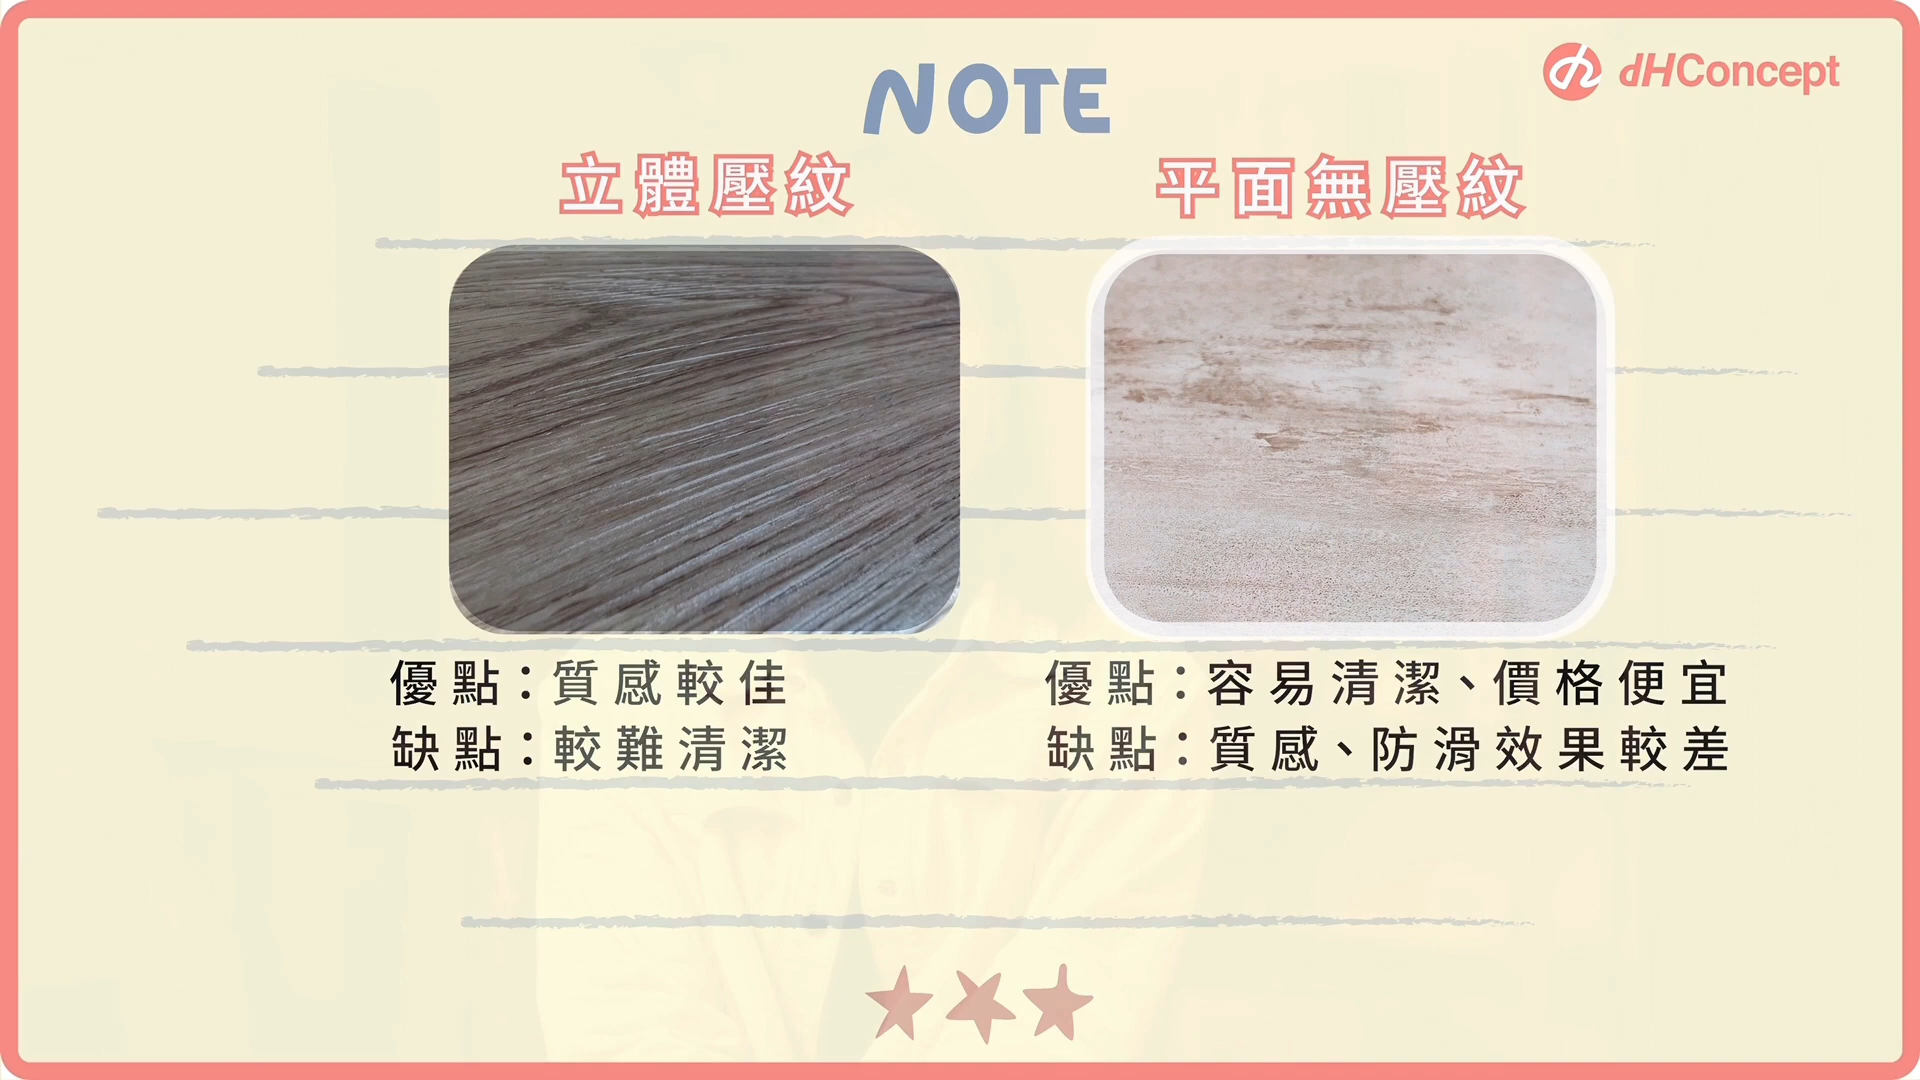 NOTE
dHConcept
立體壓紋
平面無壓紋
優點：質感較佳
缺點：較難清潔
優點：容易清潔、價格便宜
缺點：質感、防滑效果較差